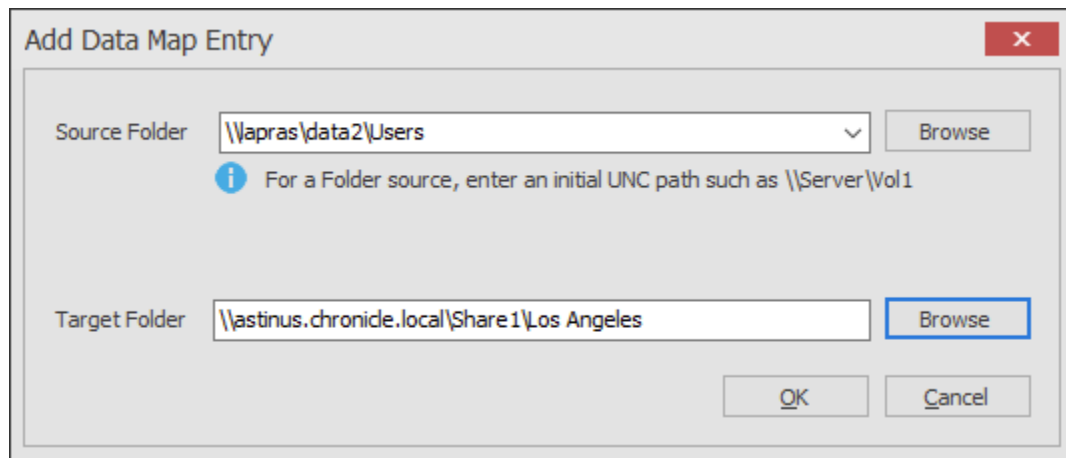 Add Data Map Entry
Source Folder \\lapras\data2\Users Browse
For a Folder source, enter an initial UNC path such as \\Server\Vol1
Target Folder \\astinus.chronicle.local\Share1\Los Angeles Browse
OK Cancel